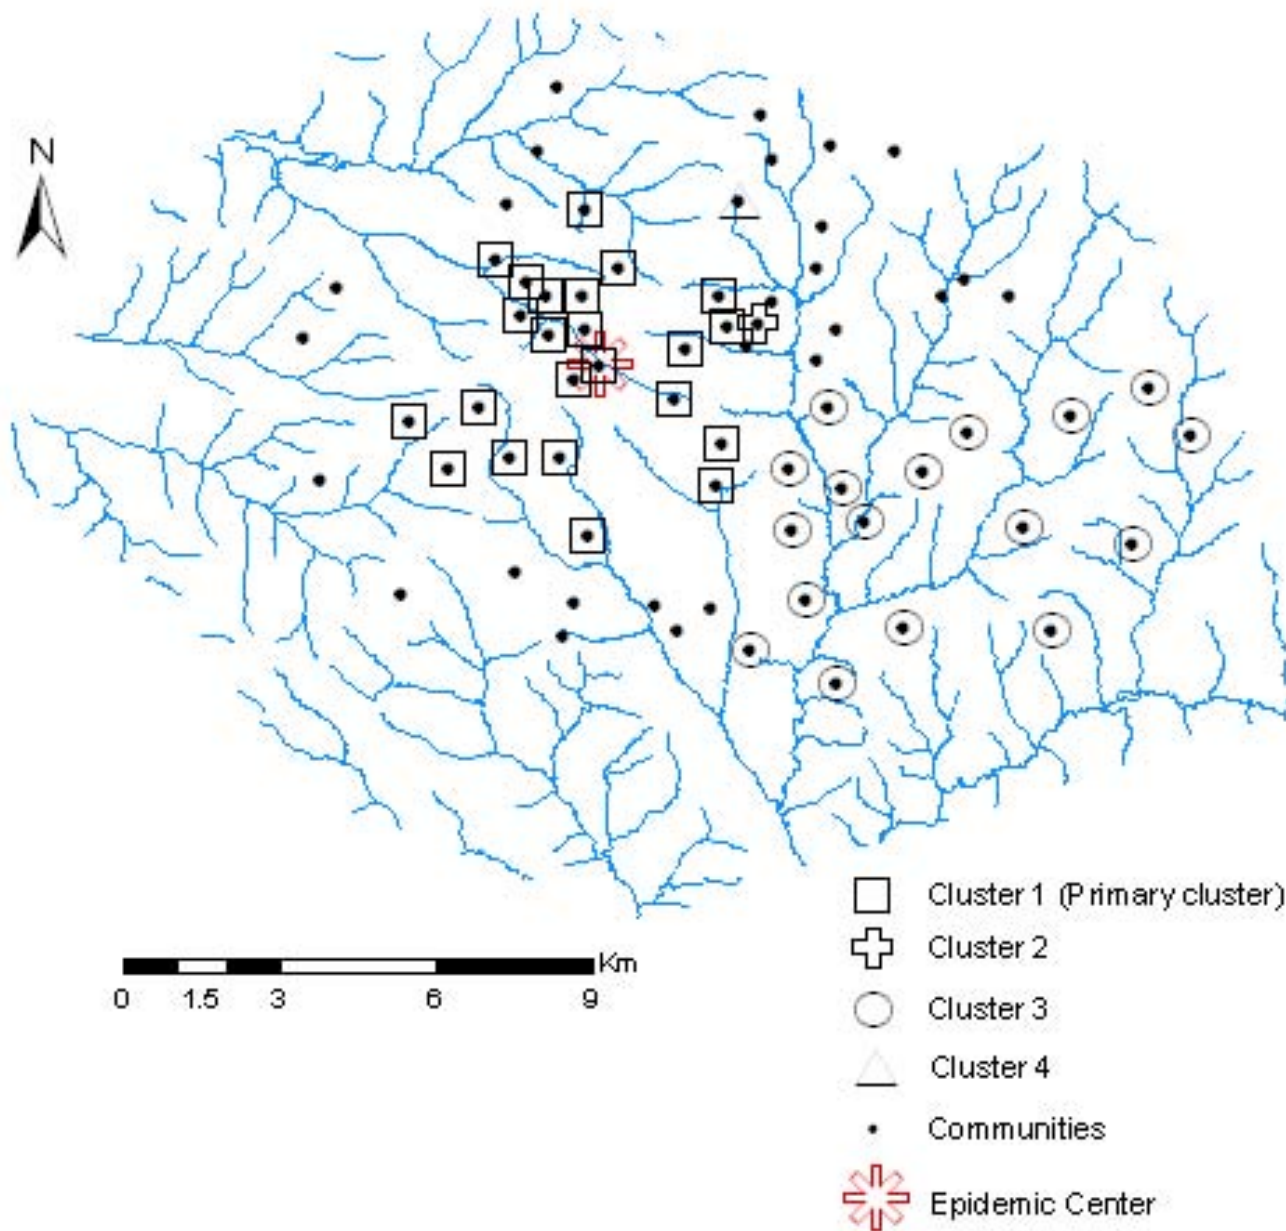 N
Km
0 1.5 3 6 9
Cluster 1 (Primary cluster)
Cluster 2
Cluster 3
Cluster 4
Communities
Epidemic Center